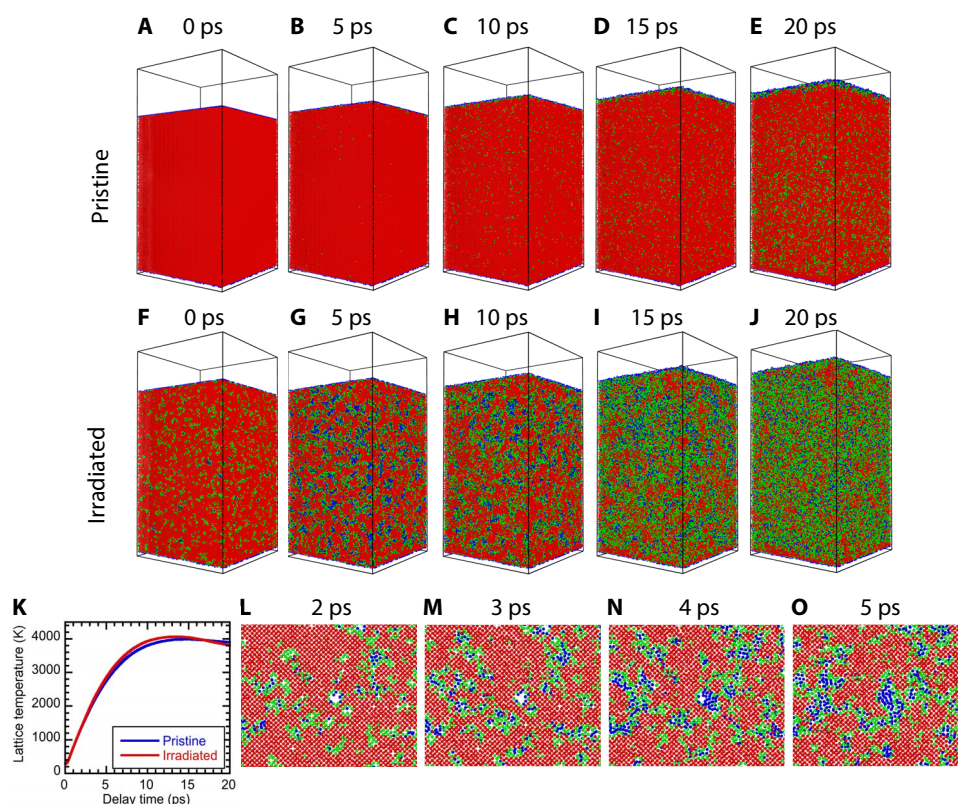 A 0 ps B 5 ps C 10 ps D 15 ps E 20 ps
Pristine
F 0 ps G 5 ps H 10 ps I 15 ps J 20 ps
Irradiated
K L 2 ps M 3 ps N 4 ps O 5 ps
4000
3000
2000
1000
0
Lattice temperature (K)
Pristine
Irradiated
0 5 10 15 20
Delay time (ps)